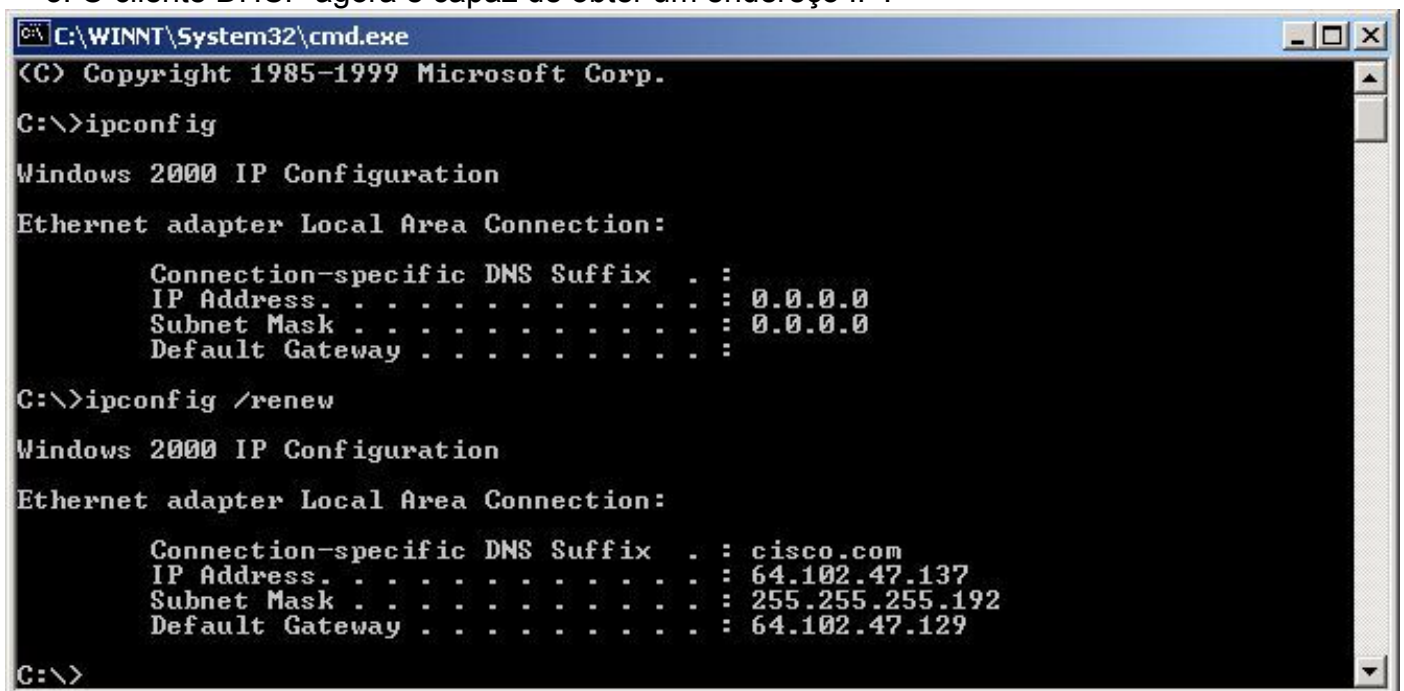 C:\WINNT\System32\cmd.exe
(C) Copyright 1985-1999 Microsoft Corp.
C:\>ipconfig
Windows 2000 IP Configuration
Ethernet adapter Local Area Connection:
Connection-specific DNS Suffix . :
IP Address. . . . . . . . . . . . : 0.0.0.0
Subnet Mask . . . . . . . . . . . : 0.0.0.0
Default Gateway . . . . . . . . . :
C:\>ipconfig /renew
Windows 2000 IP Configuration
Ethernet adapter Local Area Connection:
Connection-specific DNS Suffix . : cisco.com
IP Address. . . . . . . . . . . . : 64.102.47.137
Subnet Mask . . . . . . . . . . . : 255.255.255.192
Default Gateway . . . . . . . . . : 64.102.47.129
C:\>